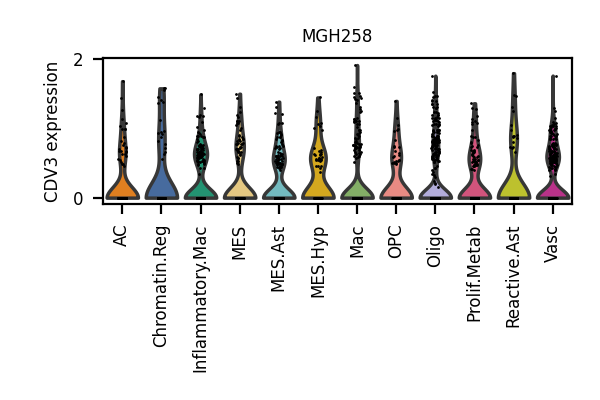 MGH258
CDV3 expression
2
0
AC
Chromatin.Reg
Inflammatory.Mac
MES
MES.Ast
MES.Hyp
Mac
OPC
Oligo
Prolif.Metab
Reactive.Ast
Vasc